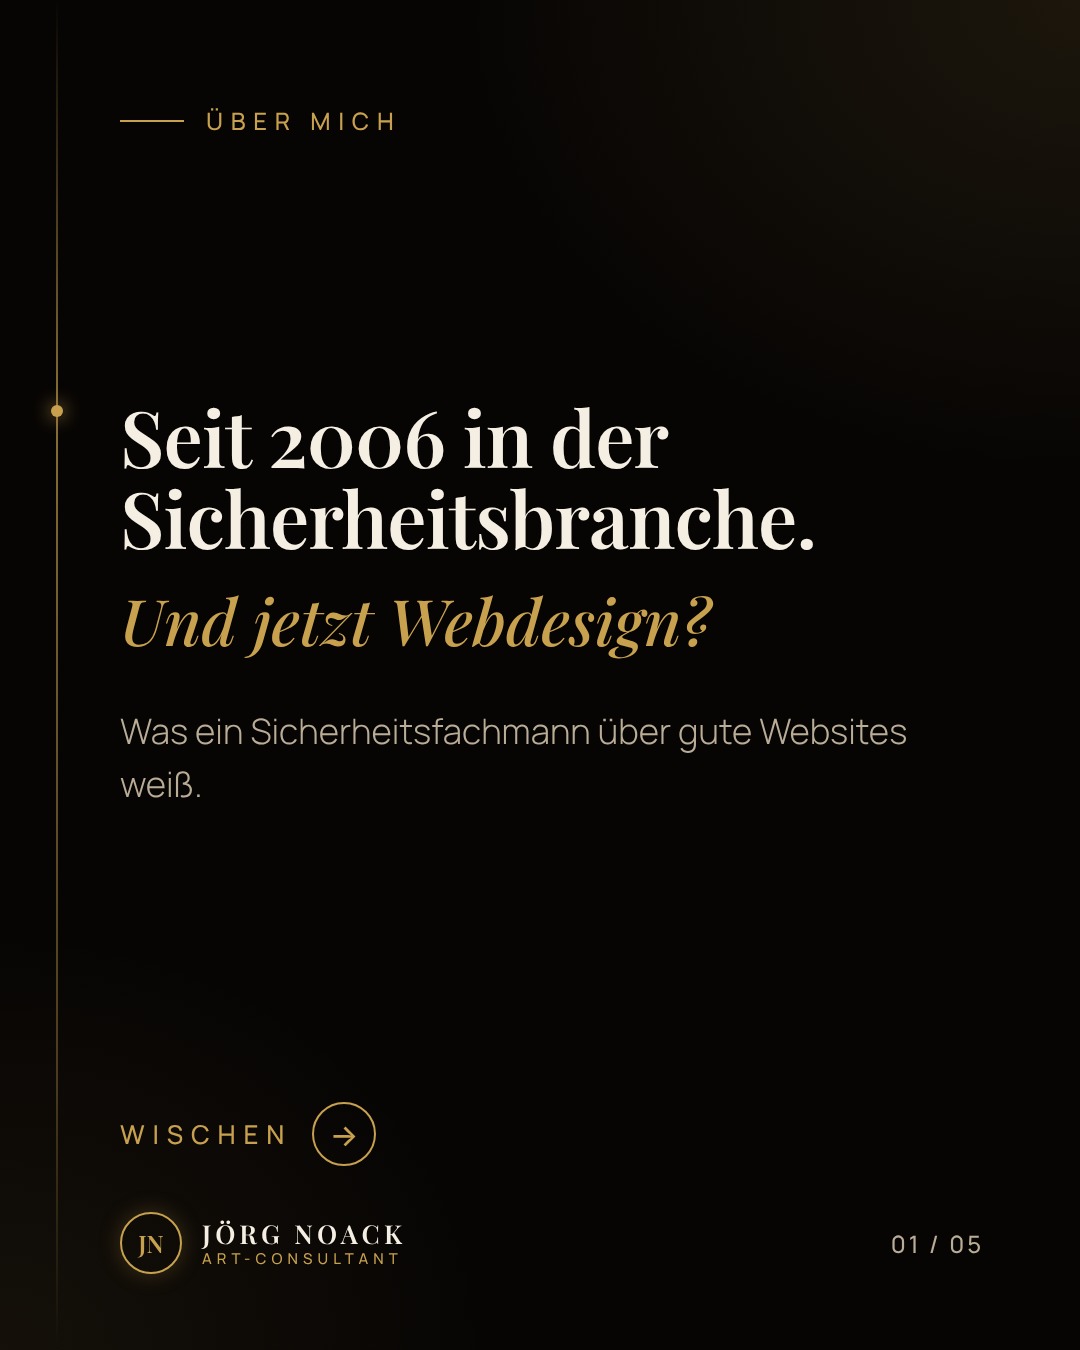 ÜBER MICH
Seit 2006 in der
Sicherheitsbranche.
Und jetzt Webdesign?
Was ein Sicherheitsfachmann über gute Websites
weiß.
WISCHEN →
JN
JÖRG NOACK
ART-CONSULTANT
01 / 05